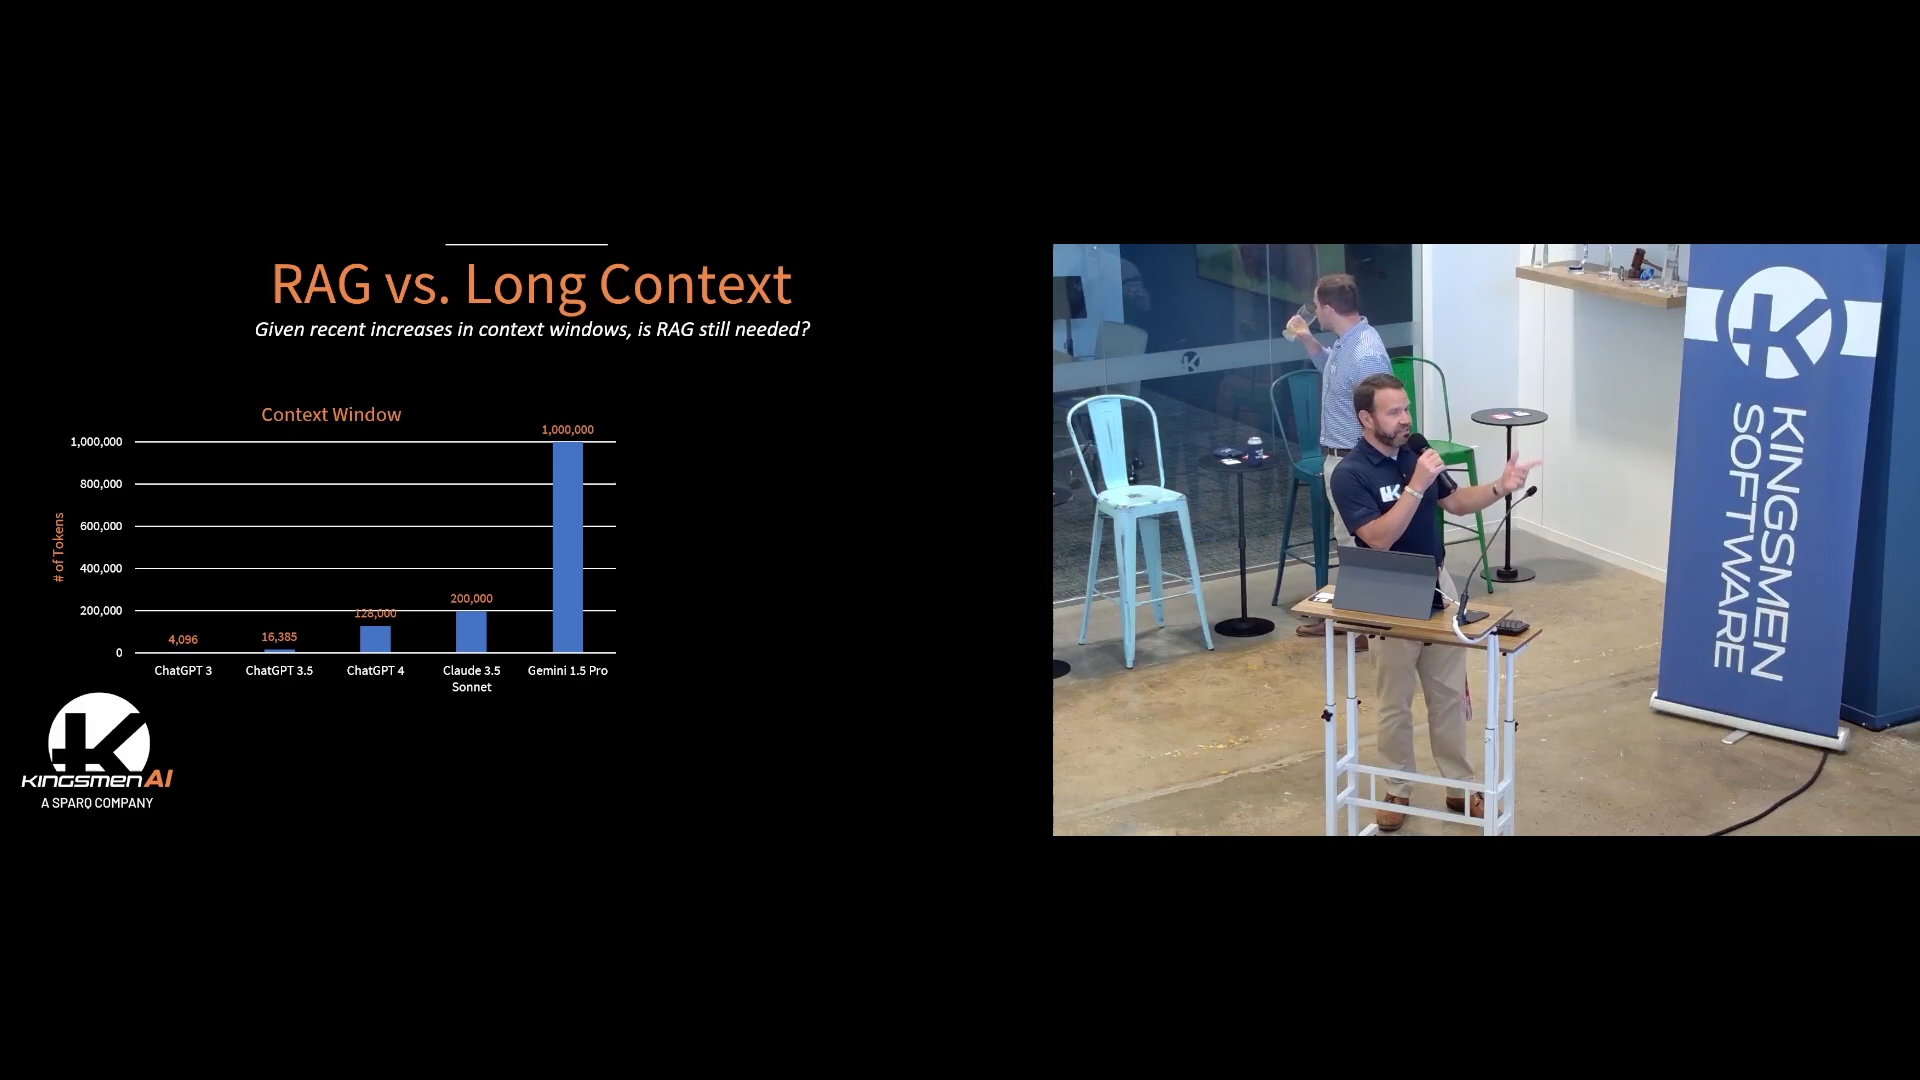 RAG vs. Long Context
Given recent increases in context windows, is RAG still needed?
Context Window
# of Tokens
1,000,000
800,000
600,000
400,000
200,000
0
4,096
16,385
128,000
200,000
1,000,000
ChatGPT 3
ChatGPT 3.5
ChatGPT 4
Claude 3.5
Sonnet
Gemini 1.5 Pro
KINGSMEN AI
A SPARQ COMPANY
KINGSMEN
SOFTWARE